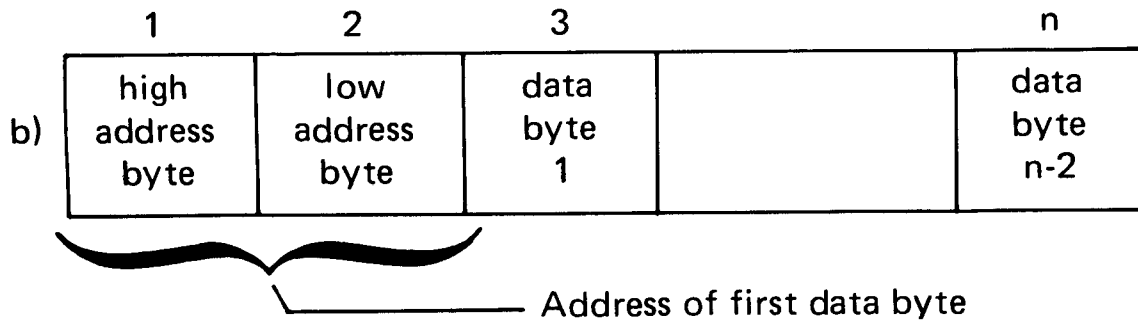 1 2 3 n
b) high address byte low address byte data byte 1 data byte n-2
Address of first data byte